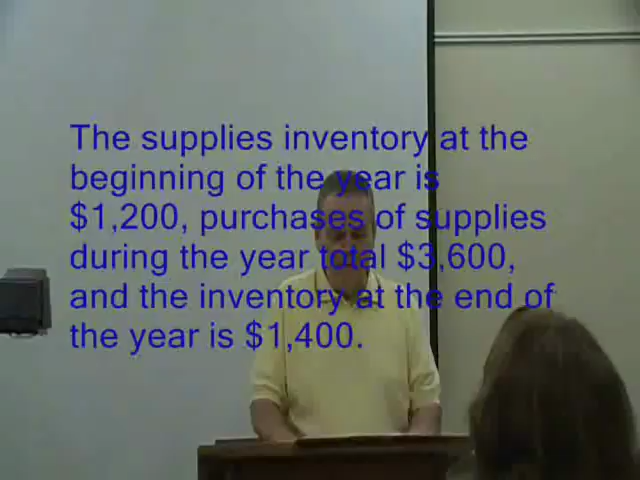 The supplies inventory at the
beginning of the year is
$1,200, purchases of supplies
during the year total $3,600,
and the inventory at the end of
the year is $1,400.